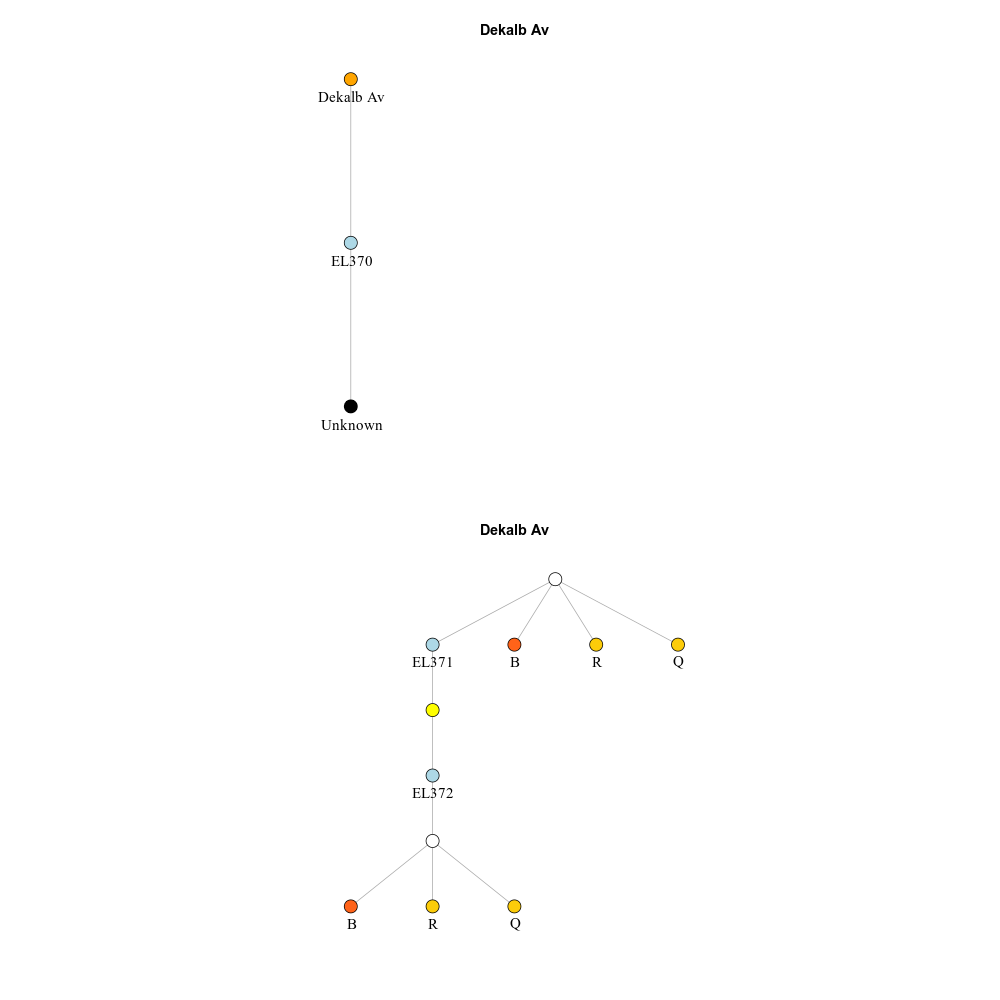 Dekalb Av
Dekalb Av
EL370
Unknown
Dekalb Av
EL371
B
R
Q
EL372
B
R
Q